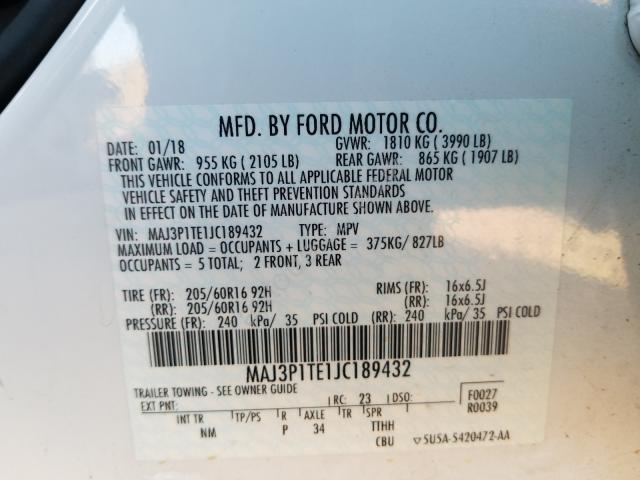 MFD. BY FORD MOTOR CO.
DATE: 01/18 GVWR: 1810 KG ( 3990 LB)
FRONT GAWR: 955 KG ( 2105 LB) REAR GAWR: 865 KG ( 1907 LB)
THIS VEHICLE CONFORMS TO ALL APPLICABLE FEDERAL MOTOR
VEHICLE SAFETY AND THEFT PREVENTION STANDARDS
IN EFFECT ON THE DATE OF MANUFACTURE SHOWN ABOVE.
VIN: MAJ3P1TE1JC189432 TYPE: MPV
MAXIMUM LOAD = OCCUPANTS + LUGGAGE = 375KG/ 827LB
OCCUPANTS = 5 TOTAL; 2 FRONT, 3 REAR
TIRE (FR): 205/60R16 92H RIMS (FR): 16x6.5J
(RR): 205/60R16 92H (RR): 16x6.5J
PRESSURE (FR): 240 kPa/ 35 PSI COLD (RR): 240 kPa/ 35 PSI COLD
MAJ3P1TE1JC189432
TRAILER TOWING - SEE OWNER GUIDE
EXT PNT: RC: 23 DSO: F0027
R0039
INT TR TP/PS R AXLE TR SPR
NM P 34 TTHH
CBU 5U5A-S420472-AA